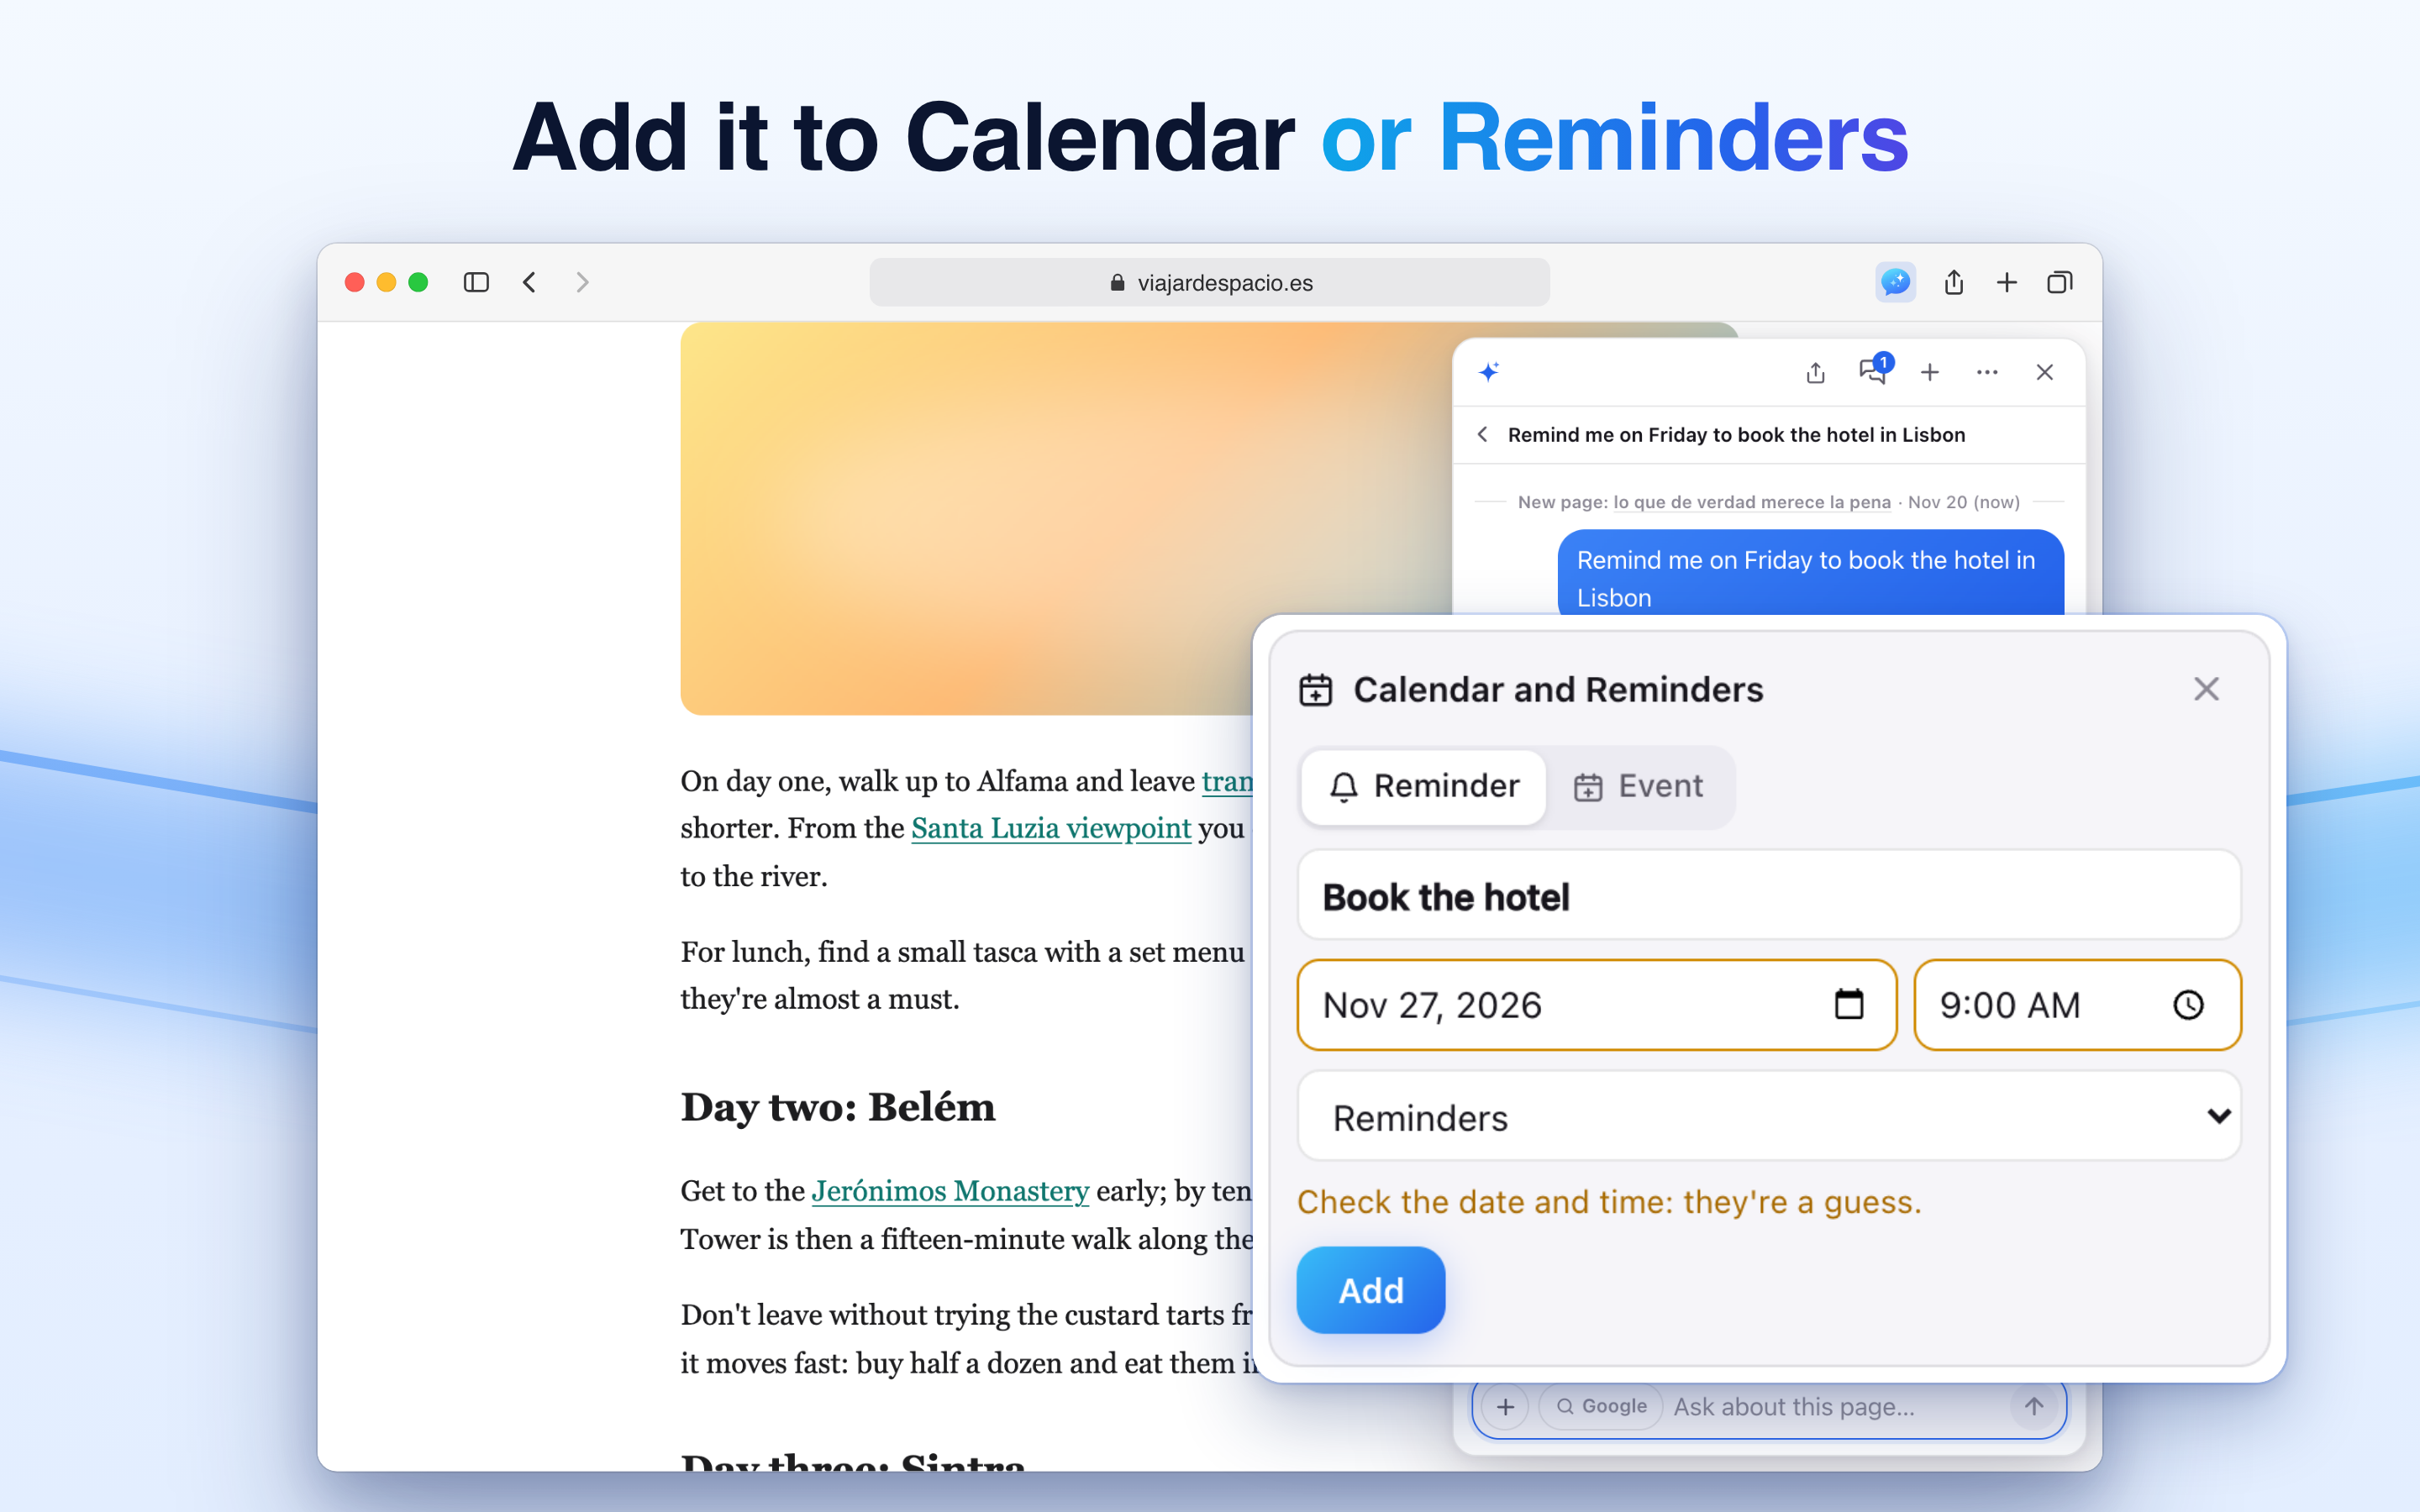 Add it to Calendar or Reminders
viajardespacio.es
1
Remind me on Friday to book the hotel in Lisbon
New page: lo que de verdad merece la pena · Nov 20 (now)
Remind me on Friday to book the hotel in
Lisbon
On day one, walk up to Alfama and leave
shorter. From the Santa Luzia viewpoint you
to the river.
For lunch, find a small tasca with a set menu
they're almost a must.
Day two: Belém
Get to the Jerónimos Monastery early; by ten
Tower is then a fifteen-minute walk along the
Don't leave without trying the custard tarts
it moves fast: buy half a dozen and eat them
Day three: Sintra
Calendar and Reminders
Reminder
Event
Book the hotel
Nov 27, 2026
9:00 AM
Reminders
Check the date and time: they're a guess.
Add
Google
Ask about this page...